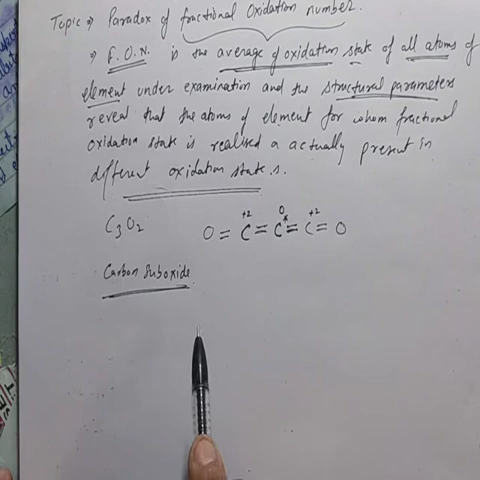 Topic ⇒ Paradox of fractional Oxidation number.
⇒ F.O.N. is the average of oxidation state of all atoms of
element under examination and the structural parameters
reveal that the atoms of element for whom fractional
oxidation state is realised a actually present in
different oxidation state.s.
C3O2
+2 0 +2
O = C = C* = C = O
Carbon Suboxide